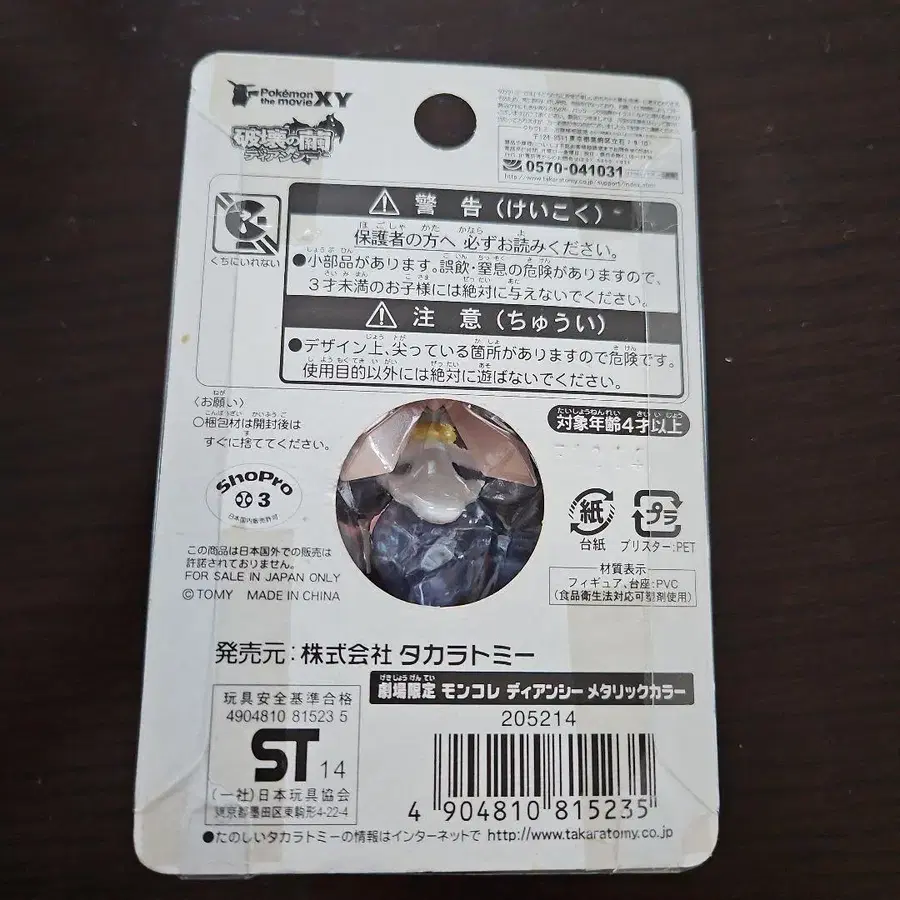 Pokémon
the movie XY
破壊の繭
ディアンシー
0570-041031
くちにいれない
警告(けいこく)
保護者の方へ 必ずお読みください。
●小部品があります。誤飲・窒息の危険がありますので、
3才未満のお子様には絶対に与えないでください。
注意(ちゅうい)
●デザイン上、尖っている箇所がありますので危険です。
使用目的以外には絶対に遊ばないでください。
〈お願い〉
○梱包材は開封後は
すぐに捨ててください。
対象年齢4才以上
ShoPro
3
日本国内販売許可
紙
台紙
プラ
ブリスター:PET
この商品は日本国外での販売は
許諾されておりません。
FOR SALE IN JAPAN ONLY
© TOMY MADE IN CHINA
材質表示
フィギュア、台座:PVC
(食品衛生法対応可塑剤使用)
発売元:株式会社 タカラトミー
劇場限定 モンコレ ディアンシー メタリックカラー
205214
玩具安全基準合格
4904810 81523 5
ST 14
(一社)日本玩具協会
東京都墨田区東駒形4-22-4
4 904810 815235
●たのしいタカラトミーの情報はインターネットで http://www.takaratomy.co.jp